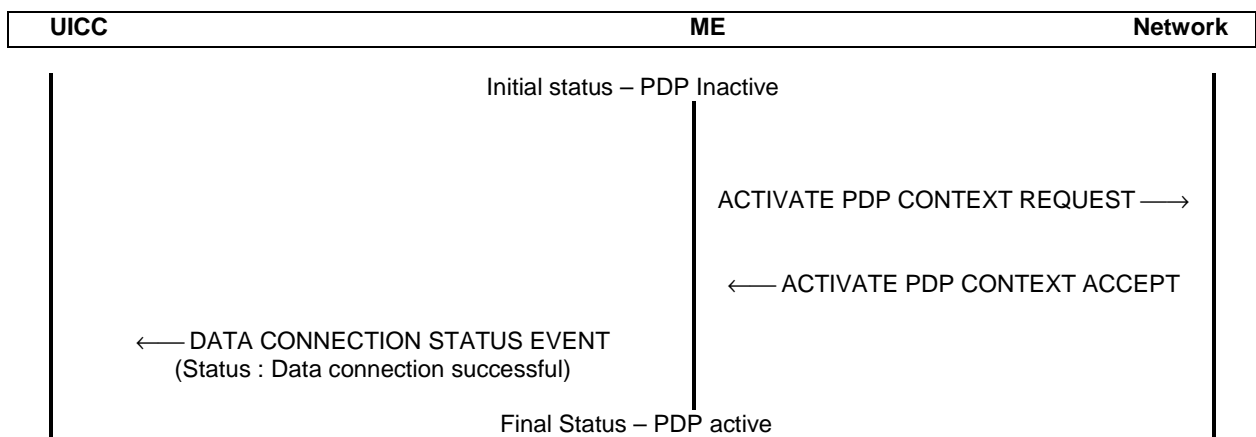 UICC ME Network
Initial status – PDP Inactive
ACTIVATE PDP CONTEXT REQUEST ⟶
⟵ ACTIVATE PDP CONTEXT ACCEPT
⟵ DATA CONNECTION STATUS EVENT
(Status : Data connection successful)
Final Status – PDP active